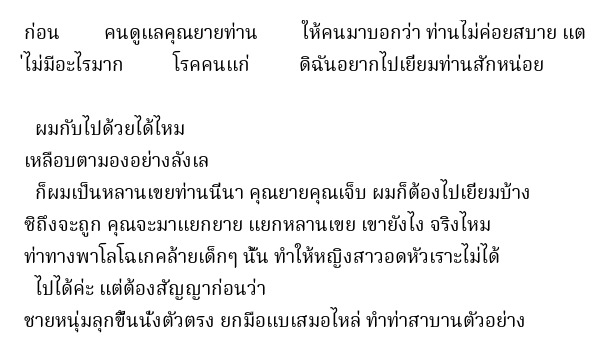 ก่อน คนดูแลคุณยายท่าน ให้คนมาบอกว่า ท่านไม่ค่อยสบาย แต
่ไม่มีอะไรมาก โรคคนแก่ ดิฉันอยากไปเยียมท่านสักหน่อย
ผมกับไปด้วยได้ไหม
เหลือบตามองอย่างลังเล
ก็ผมเป็นหลานเขยท่านนีนา คุณยายคุณเจ็บ ผมก็ต้องไปเยียมบ้าง
ซิถึงจะถูก คุณจะมาแยกยาย แยกหลานเขย เขายังไง จริงไหม
ท่าทางพาโลโฉเกคล้ายเด็กๆ นั้น ทำให้หญิงสาวอดหัวเราะไม่ได้
ไปได้ค่ะ แต่ต้องสัญญาก่อนว่า
ชายหนุ่มลุกขึ้นนั่งตัวตรง ยกมือแบเสมอไหล่ ทำท่าสาบานตัวอย่าง